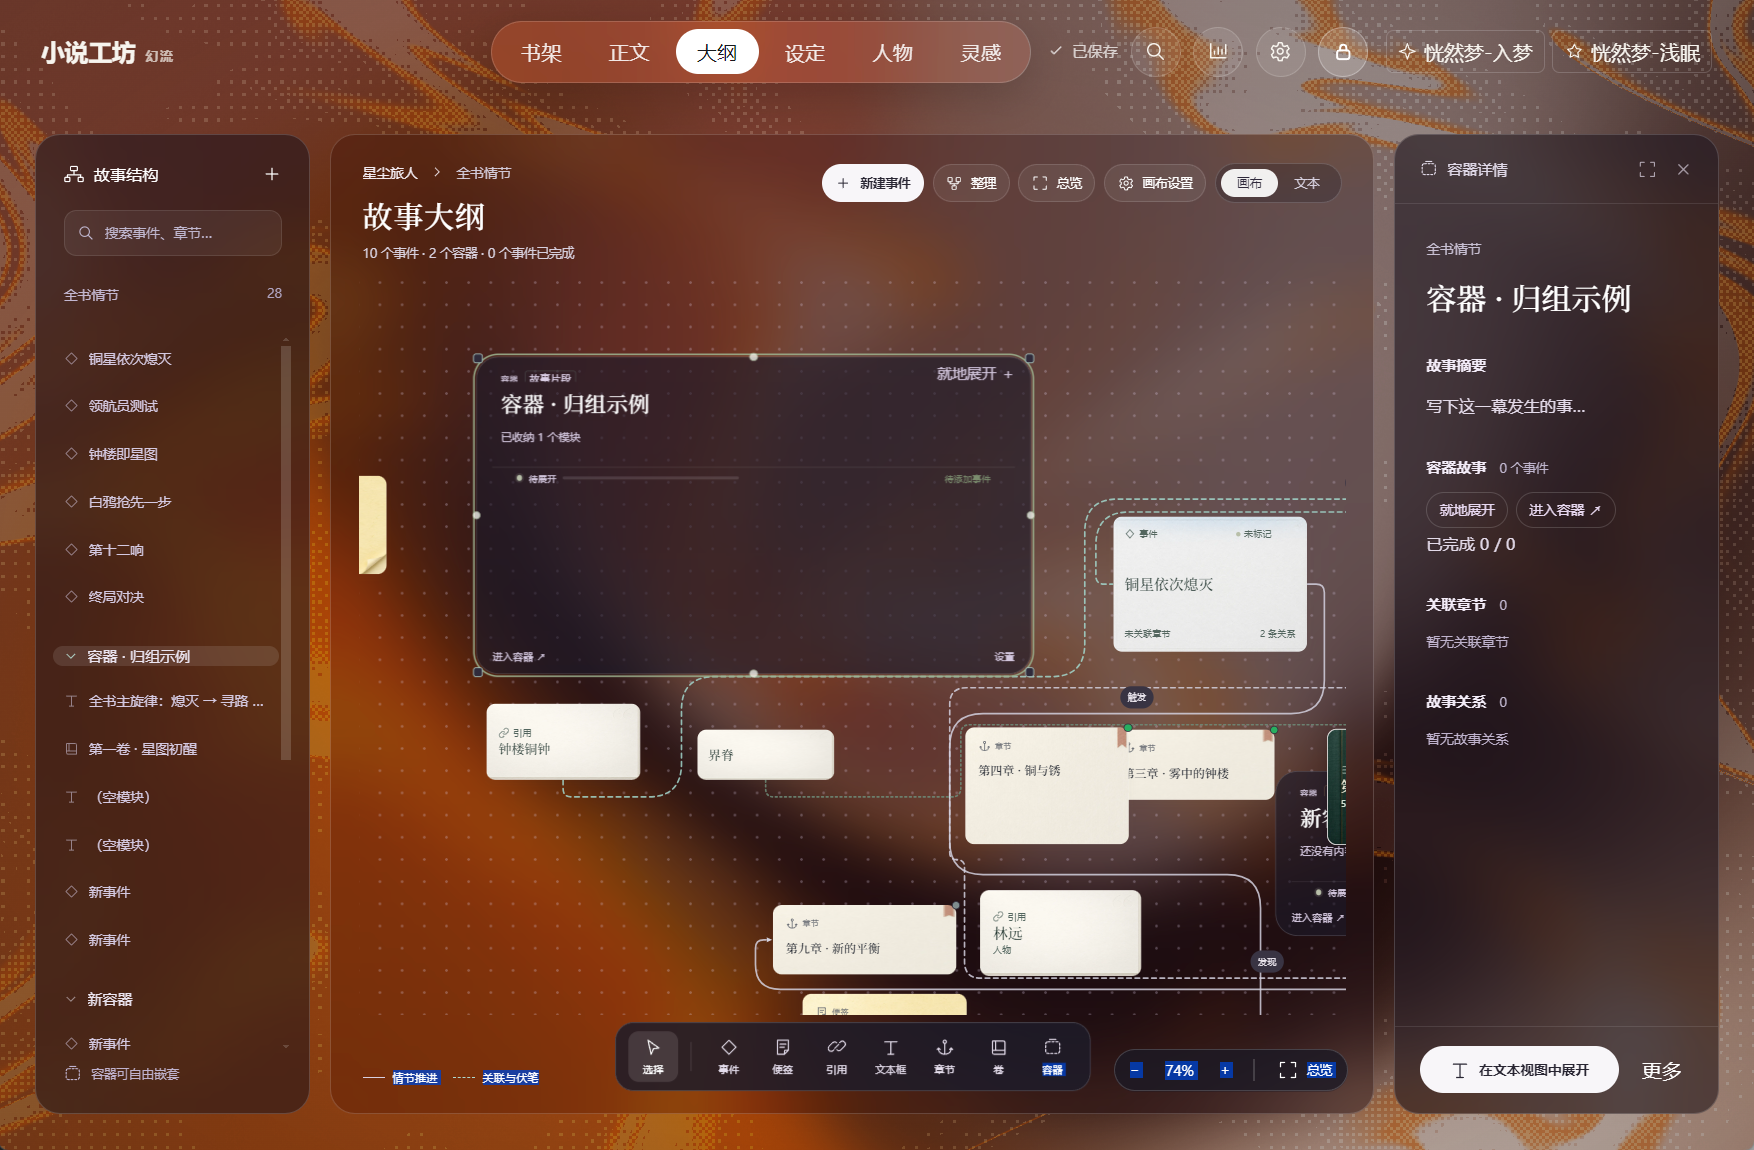 小说工坊 幻流
书架 正文 大纲 设定 人物 灵感
已保存
恍然梦-入梦
恍然梦-浅眠
故事结构
搜索事件、章节...
全书情节 28
铜星依次熄灭
领航员测试
钟楼即星图
白鸦抢先一步
第十二响
终局对决
容器 · 归组示例
全书主旋律：熄灭 → 寻路 ...
第一卷 · 星图初醒
（空模块）
（空模块）
新事件
新事件
新容器
新事件
容器可自由嵌套
星尘旅人 > 全书情节
故事大纲
10 个事件 · 2 个容器 · 0 个事件已完成
+ 新建事件 整理 总览 画布设置 画布 文本
容器 故事片段 就地展开 +
容器 · 归组示例
已收纳 1 个模块
待展开 待添加事件
进入容器 ↗ 设置
事件 未标记
铜星依次熄灭
未关联章节 2 条关系
触发
引用
钟楼铜钟
界脊
章节
第四章 · 铜与锈
章节
第三章 · 雾中的钟楼
容器
还没有内
待展
进入容器 ↗
引用
林远
人物
章节
第九章 · 新的平衡
发现
便签
情节推进 关联与伏笔
选择 事件 便签 引用 文本框 章节 卷 容器
− 74% + 总览
容器详情
全书情节
容器 · 归组示例
故事摘要
写下这一幕发生的事...
容器故事 0 个事件
就地展开 进入容器 ↗
已完成 0 / 0
关联章节 0
暂无关联章节
故事关系 0
暂无故事关系
在文本视图中展开 更多